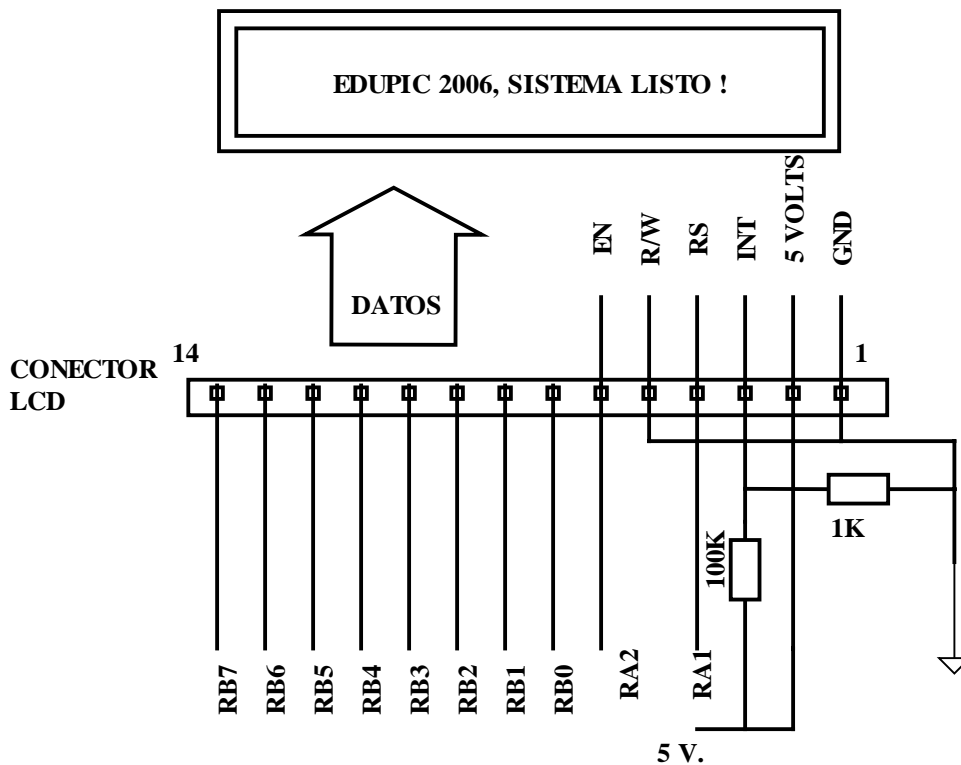 EDUPIC 2006, SISTEMA LISTO !
EN
R/W
RS
INT
5 VOLTS
GND
DATOS
14
1
CONECTOR
LCD
1K
100K
RB7
RB6
RB5
RB4
RB3
RB2
RB1
RB0
RA2
RA1
5 V.